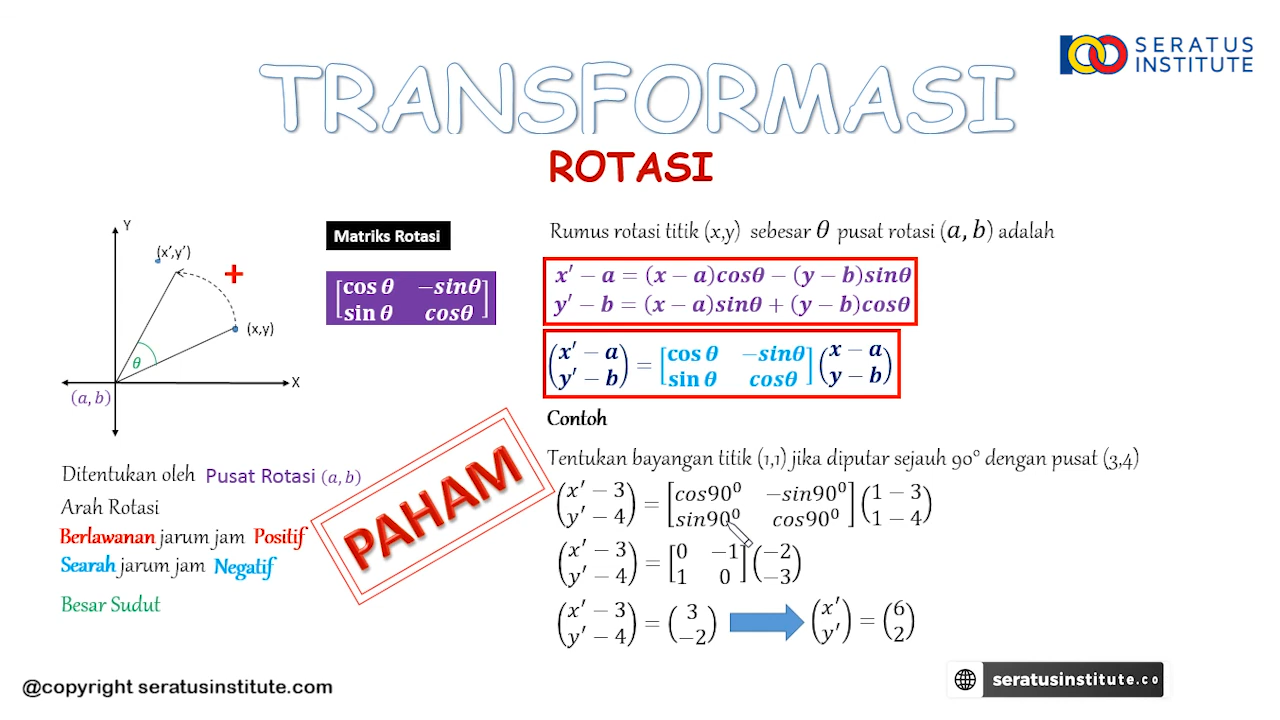 SERATUS
INSTITUTE
TRANSFORMASI
ROTASI
Y
(x',y')
+
(x,y)
θ
X
(a, b)
Matriks Rotasi
[cos θ −sinθ]
[sin θ cosθ]
Ditentukan oleh Pusat Rotasi (a, b)
Arah Rotasi
Berlawanan jarum jam Positif
Searah jarum jam Negatif
Besar Sudut
PAHAM
Rumus rotasi titik (x,y) sebesar θ pusat rotasi (a, b) adalah
x′ − a = (x − a)cosθ − (y − b)sinθ
y′ − b = (x − a)sinθ + (y − b)cosθ
(x′ − a) = [cos θ −sinθ] (x − a)
(y′ − b) [sin θ cosθ] (y − b)
Contoh
Tentukan bayangan titik (1,1) jika diputar sejauh 90° dengan pusat (3,4)
(x′ − 3) = [cos90⁰ −sin90⁰] (1 − 3)
(y′ − 4) [sin90⁰ cos90⁰] (1 − 4)
(x′ − 3) = [0 −1] (−2)
(y′ − 4) [1 0] (−3)
(x′ − 3) = (3) (x′) = (6)
(y′ − 4) (−2) (y′) (2)
@copyright seratusinstitute.com
seratusinstitute.co